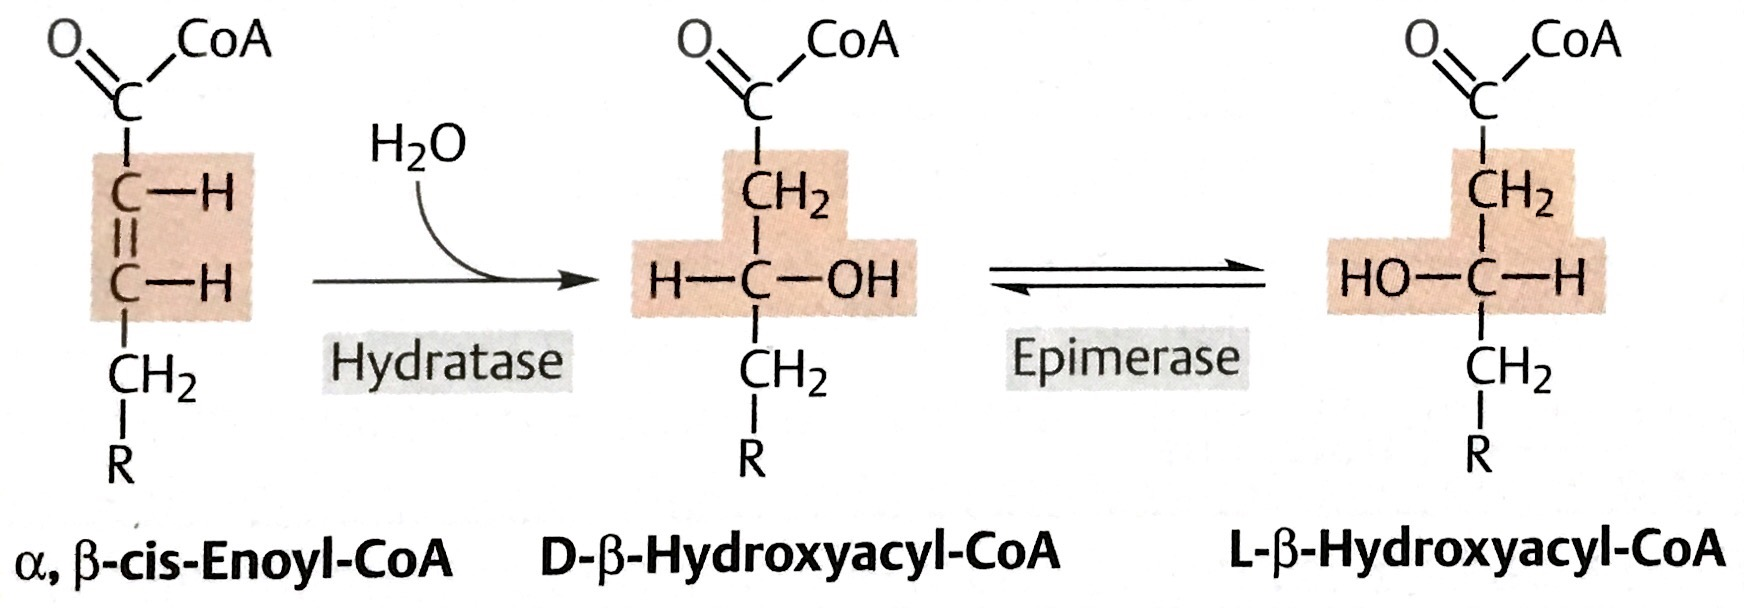 O CoA
C
C—H
C—H
CH₂
R
H₂O
Hydratase
O CoA
C
CH₂
H—C—OH
CH₂
R
Epimerase
O CoA
C
CH₂
HO—C—H
CH₂
R
α, β-cis-Enoyl-CoA
D-β-Hydroxyacyl-CoA
L-β-Hydroxyacyl-CoA